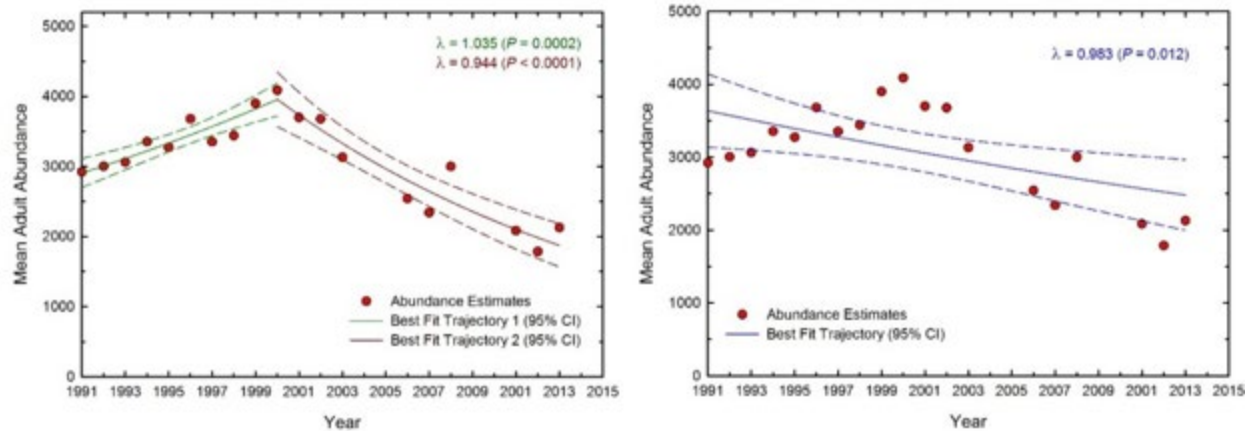 5000
4000
3000
2000
1000
0
Mean Adult Abundance
λ = 1.035 (P = 0.0002)
λ = 0.944 (P < 0.0001)
Abundance Estimates
Best Fit Trajectory 1 (95% CI)
Best Fit Trajectory 2 (95% CI)
1991 1993 1995 1997 1999 2001 2003 2005 2007 2009 2001 2013 2015
Year
5000
4000
3000
2000
1000
0
Mean Adult Abundance
λ = 0.983 (P = 0.012)
Abundance Estimates
Best Fit Trajectory (95% CI)
1991 1993 1995 1997 1999 2001 2003 2005 2007 2009 2001 2013 2015
Year